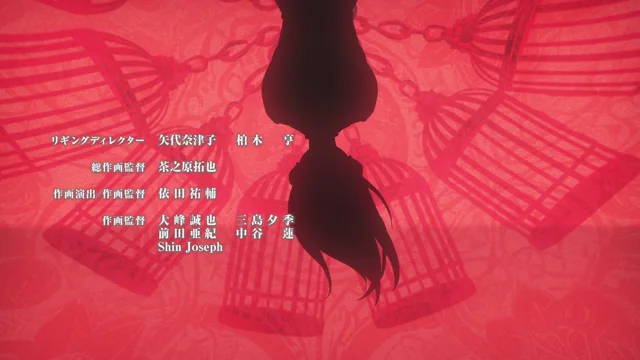 リギングディレクター 矢代奈津子 柏木 亨
総作画監督 茶之原拓也
作画演出/作画監督 依田祐輔
作画監督 大峰誠也 三島夕季
前田亜紀 中谷 蓮
Shin Joseph